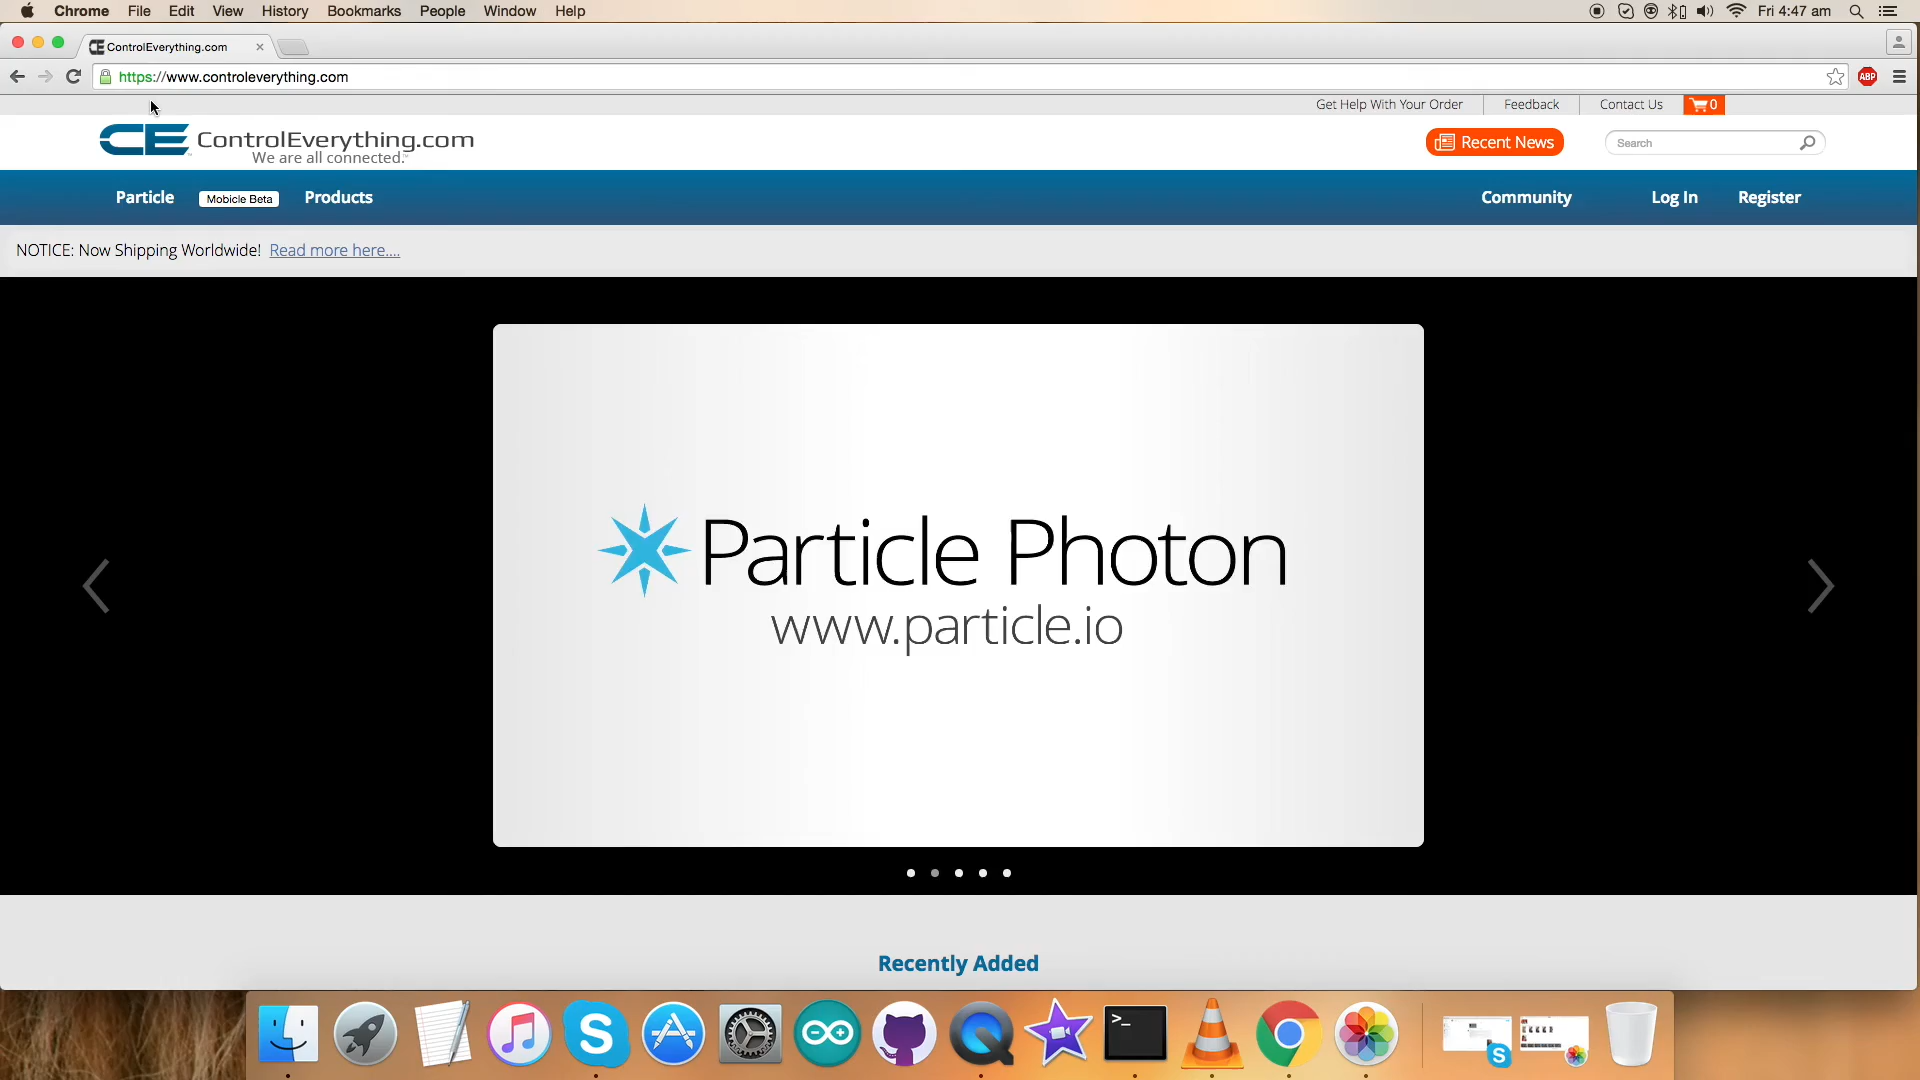 Chrome File Edit View History Bookmarks People Window Help Fri 4:47 am
ControlEverything.com
https://www.controleverything.com ABP
Get Help With Your Order Feedback Contact Us 0
CE ControlEverything.com
We are all connected.
Recent News Search
Particle Mobicle Beta Products Community Log In Register
NOTICE: Now Shipping Worldwide! Read more here....
Particle Photon
www.particle.io
Recently Added